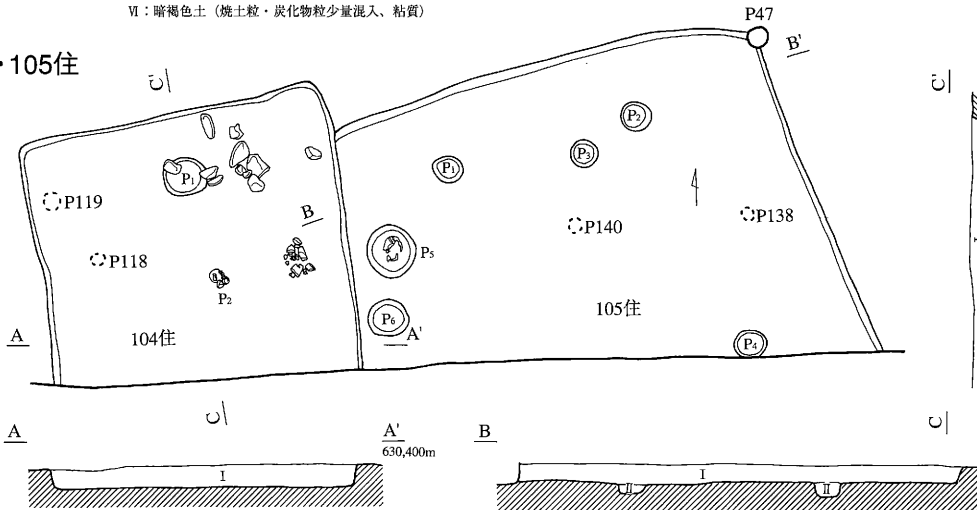 Ⅵ：暗褐色土（焼土粒・炭化物粒少量混入、粘質）
・105住
P47
B'
C'
C'
P2
P3
P1
P1
P119
B
P138
P140
P5
P118
P2
P6
A'
105住
104住
A
P4
C
C
A
A'
630,400m
B
I
I
II
II